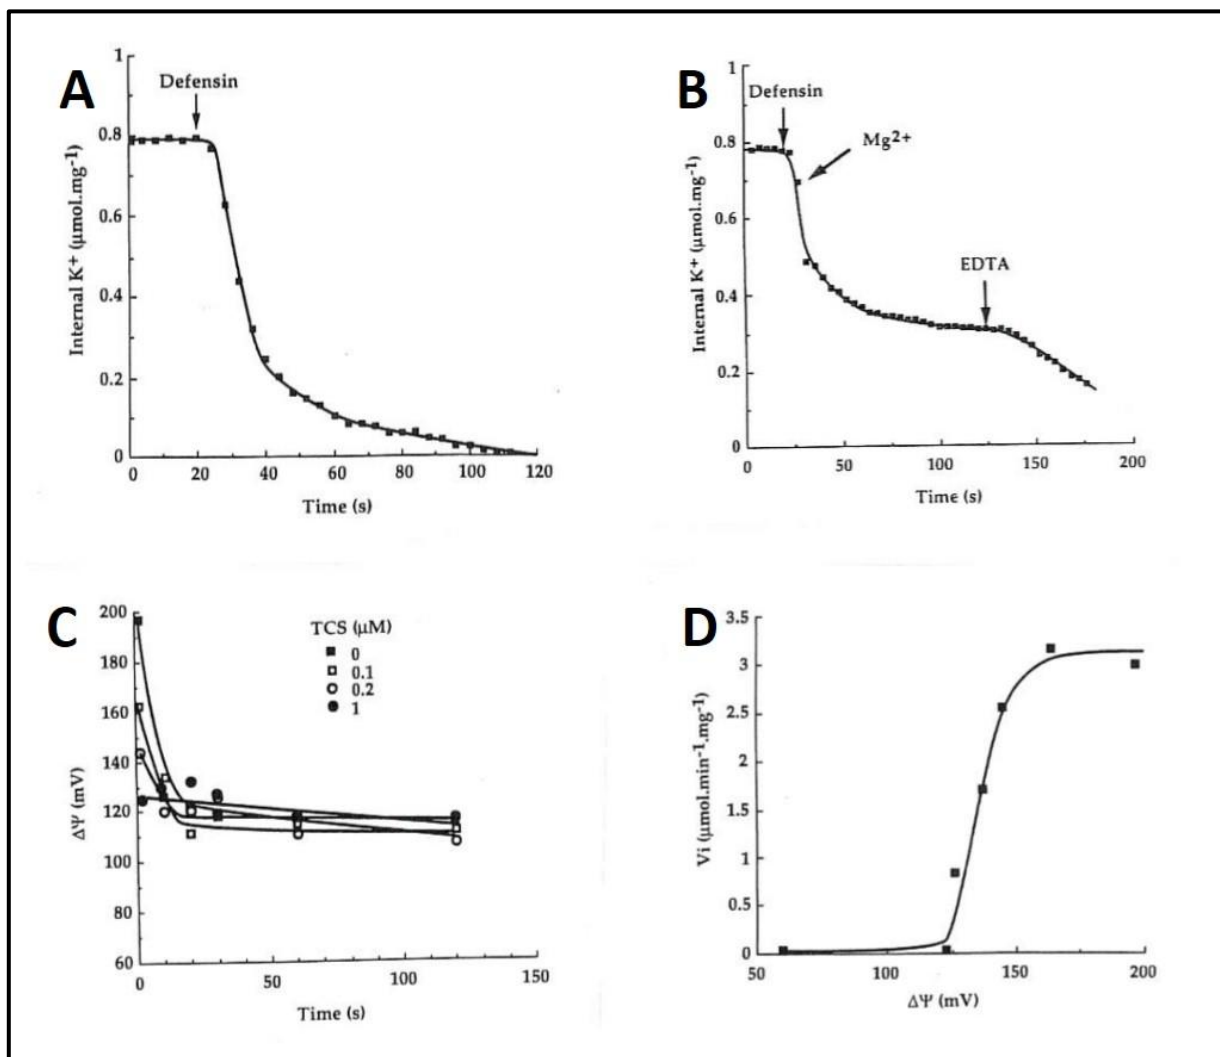 A
1
Defensin
0.8
0.6
0.4
0.2
0
Internal K+ (μmol.mg-1)
0 20 40 60 80 100 120
Time (s)
B
1
Defensin
Mg2+
0.8
0.6
EDTA
0.4
0.2
0
Internal K+ (μmol.mg-1)
0 50 100 150 200
Time (s)
C
200
TCS (μM)
0
0.1
0.2
1
180
160
140
120
100
80
60
ΔΨ (mV)
0 50 100 150
Time (s)
D
3.5
3
2.5
2
1.5
1
0.5
0
Vi (μmol.min-1.mg-1)
50 100 150 200
ΔΨ (mV)